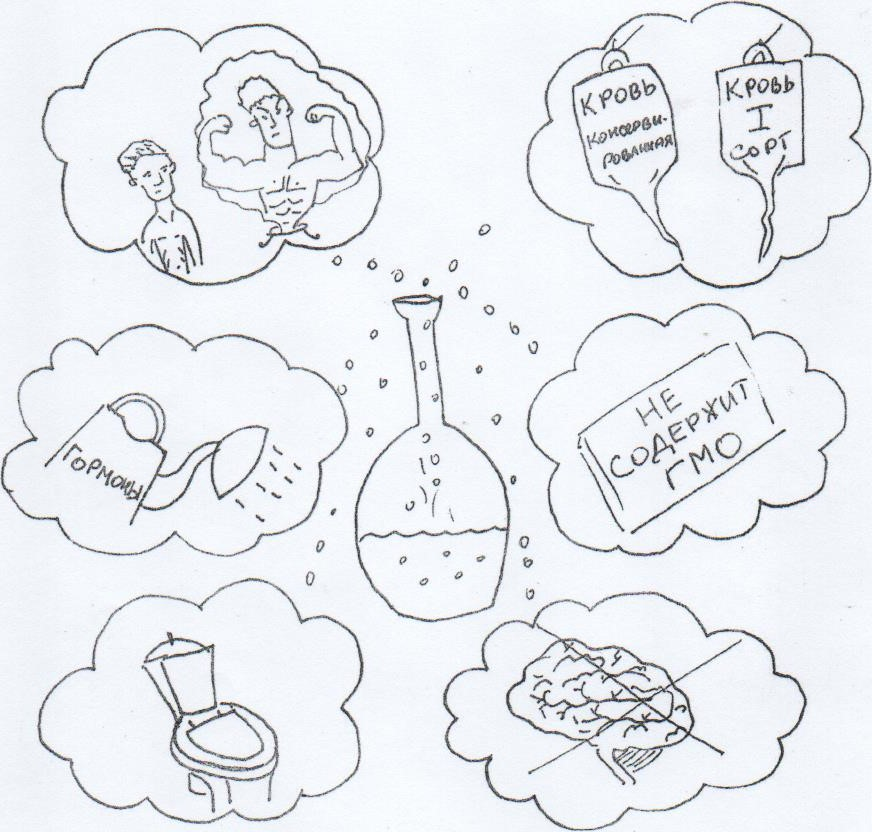 КРОВЬ
КОНСЕРВИ-
РОВАННАЯ
КРОВЬ
I
СОРТ
ГОРМОНЫ
НЕ
СОДЕРЖИТ
ГМО